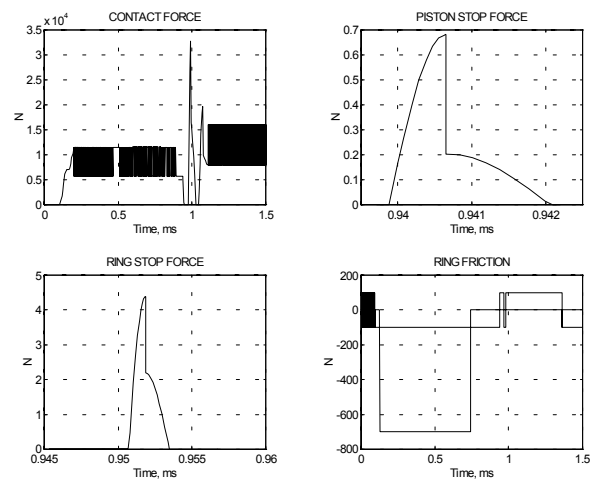 CONTACT FORCE
x 10^4
3.5
3
2.5
2
1.5
1
0.5
0
N
0 0.5 1 1.5
Time, ms
PISTON STOP FORCE
0.7
0.6
0.5
0.4
0.3
0.2
0.1
0
N
0.94 0.941 0.942
Time, ms
RING STOP FORCE
5
4
3
2
1
0
N
0.945 0.95 0.955 0.96
Time, ms
RING FRICTION
200
0
-200
-400
-600
-800
N
0 0.5 1 1.5
Time, ms